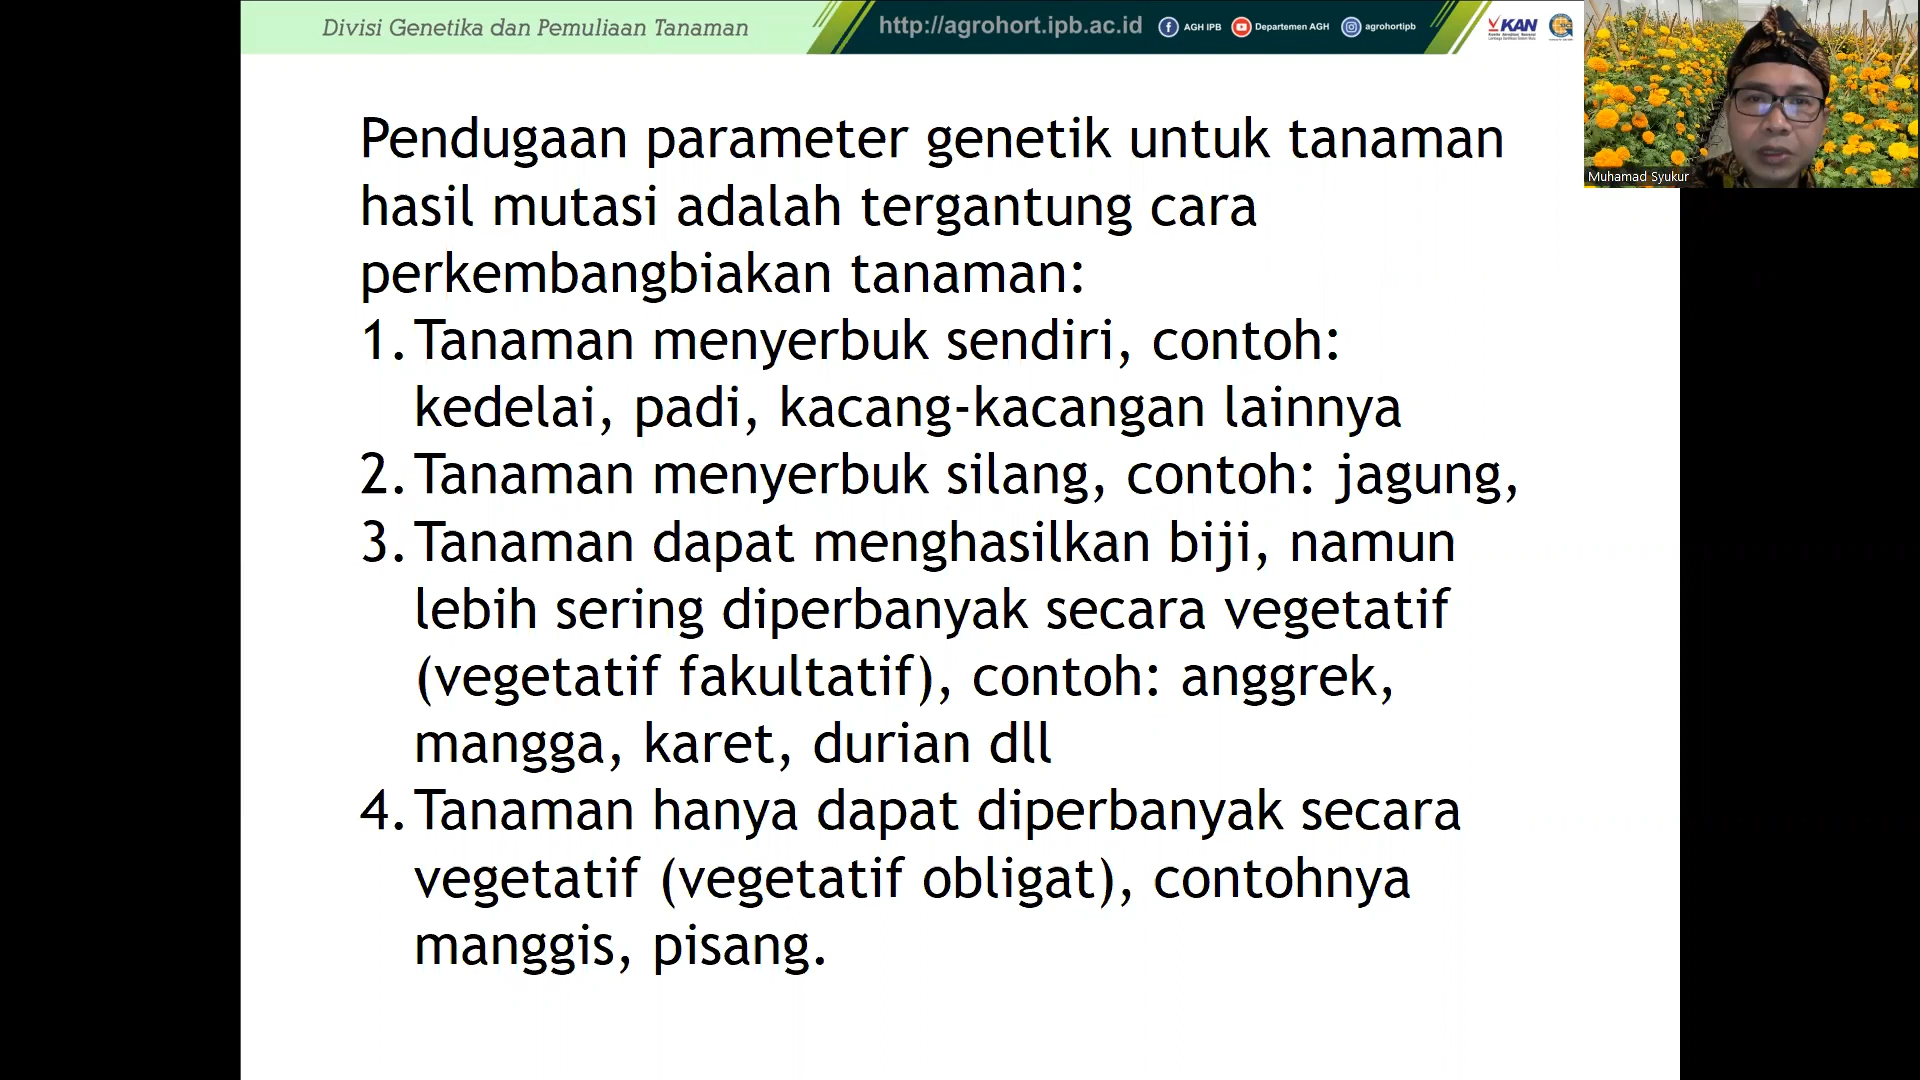 Divisi Genetika dan Pemuliaan Tanaman
http://agrohort.ipb.ac.id
AGH IPB
Departemen AGH
agrohortipb
KAN
Muhamad Syukur
Pendugaan parameter genetik untuk tanaman
hasil mutasi adalah tergantung cara
perkembangbiakan tanaman:
1. Tanaman menyerbuk sendiri, contoh:
kedelai, padi, kacang-kacangan lainnya
2. Tanaman menyerbuk silang, contoh: jagung,
3. Tanaman dapat menghasilkan biji, namun
lebih sering diperbanyak secara vegetatif
(vegetatif fakultatif), contoh: anggrek,
mangga, karet, durian dll
4. Tanaman hanya dapat diperbanyak secara
vegetatif (vegetatif obligat), contohnya
manggis, pisang.